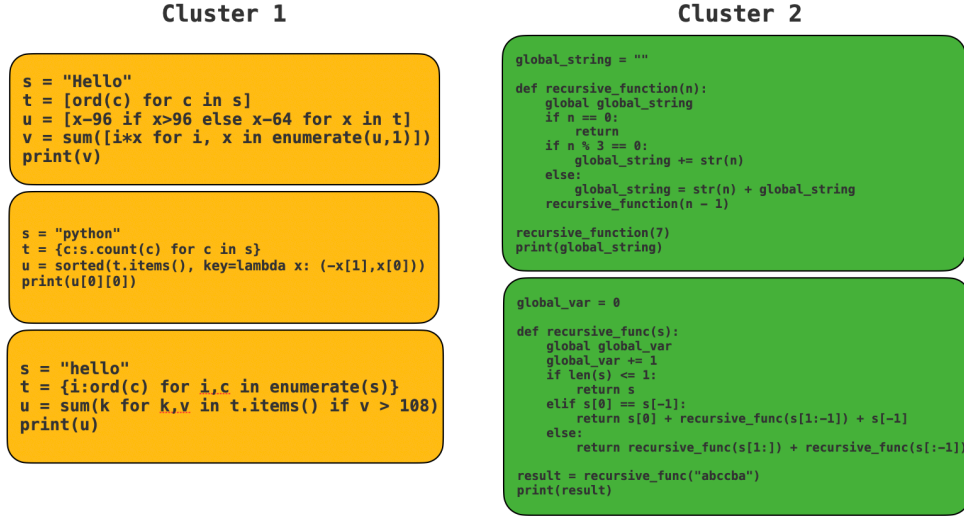 Cluster 1
s = "Hello"
t = [ord(c) for c in s]
u = [x-96 if x>96 else x-64 for x in t]
v = sum([i*x for i, x in enumerate(u,1)])
print(v)
s = "python"
t = {c:s.count(c) for c in s}
u = sorted(t.items(), key=lambda x: (-x[1],x[0]))
print(u[0][0])
s = "hello"
t = {i:ord(c) for i,c in enumerate(s)}
u = sum(k for k,v in t.items() if v > 108)
print(u)
Cluster 2
global_string = ""
def recursive_function(n):
    global global_string
    if n == 0:
        return
    if n % 3 == 0:
        global_string += str(n)
    else:
        global_string = str(n) + global_string
    recursive_function(n - 1)
recursive_function(7)
print(global_string)
global_var = 0
def recursive_func(s):
    global global_var
    global_var += 1
    if len(s) <= 1:
        return s
    elif s[0] == s[-1]:
        return s[0] + recursive_func(s[1:-1]) + s[-1]
    else:
        return recursive_func(s[1:]) + recursive_func(s[:-1])
result = recursive_func("abccba")
print(result)